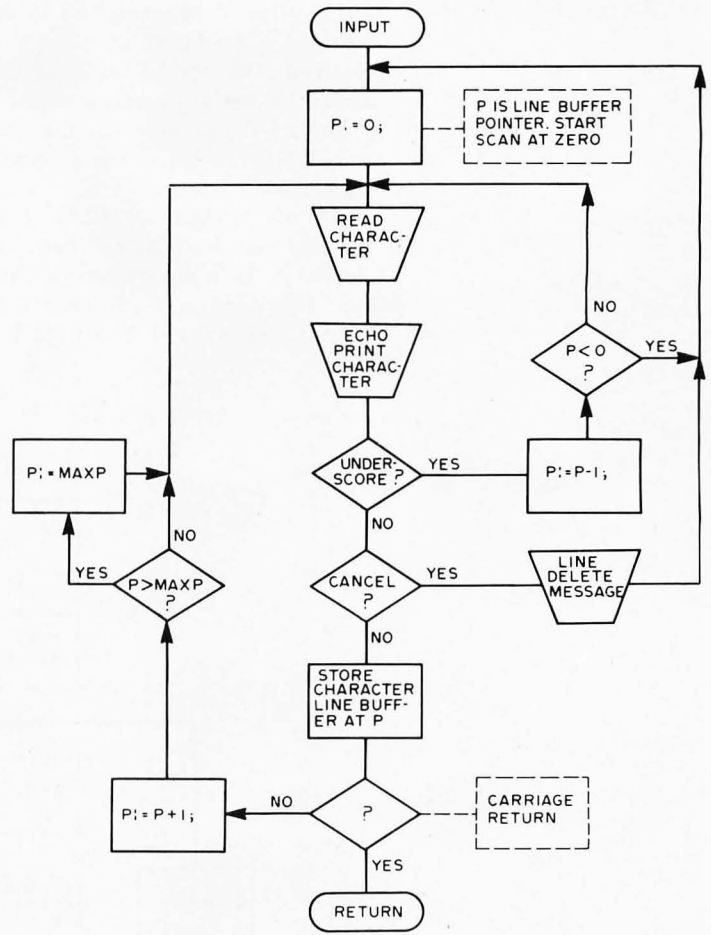 INPUT
P:=0;
P IS LINE BUFFER
POINTER. START
SCAN AT ZERO
READ
CHARAC-
TER
ECHO
PRINT
CHARAC-
TER
NO
P<0
?
YES
P:=MAXP
UNDER-
SCORE?
YES
P:=P-1;
NO
NO
YES
P>MAXP
?
CANCEL
?
YES
LINE
DELETE
MESSAGE
NO
STORE
CHARACTER
LINE BUFF-
ER AT P
P:=P+1;
NO
?
CARRIAGE
RETURN
YES
RETURN